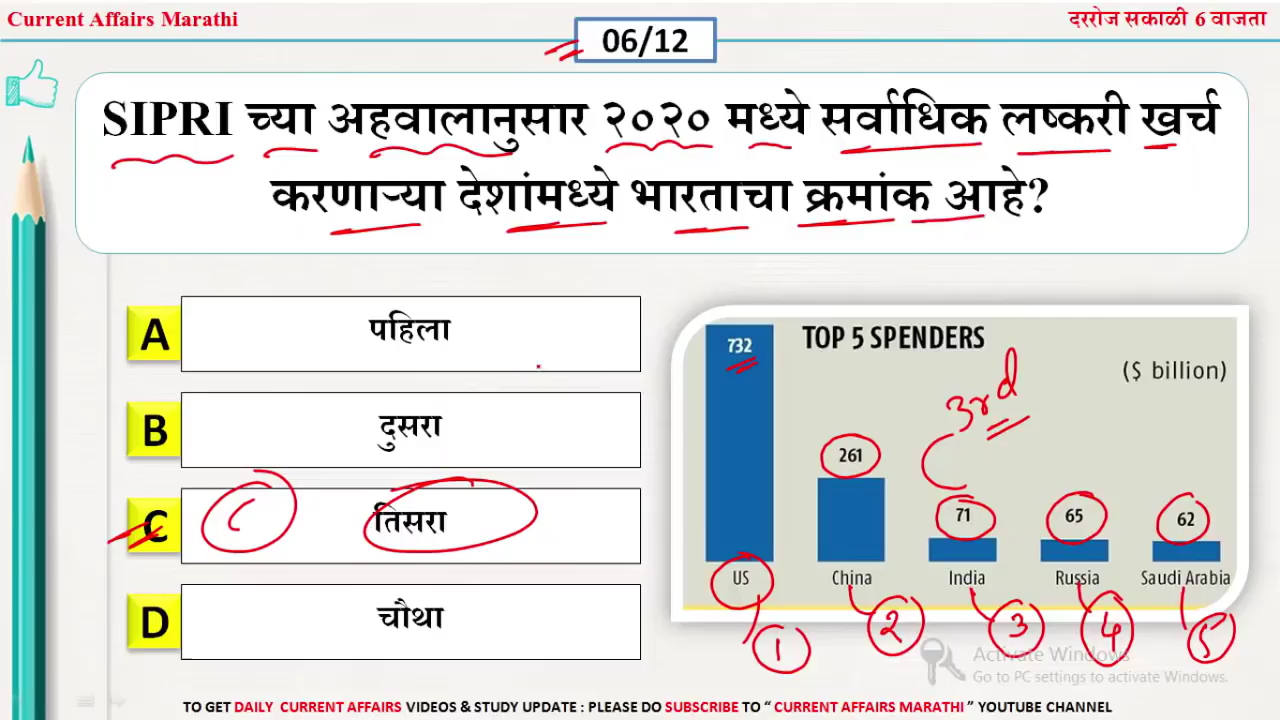 Current Affairs Marathi
दररोज सकाळी 6 वाजता
06/12
SIPRI च्या अहवालानुसार २०२० मध्ये सर्वाधिक लष्करी खर्च
करणाऱ्या देशांमध्ये भारताचा क्रमांक आहे?
A पहिला
B दुसरा
C C तिसरा
D चौथा
TOP 5 SPENDERS
($ billion)
3rd
732 261 71 65 62
US China India Russia Saudi Arabia
1 2 3 4 5
Activate Windows
Go to PC settings to activate Windows.
TO GET DAILY CURRENT AFFAIRS VIDEOS & STUDY UPDATE : PLEASE DO SUBSCRIBE TO “ CURRENT AFFAIRS MARATHI ” YOUTUBE CHANNEL